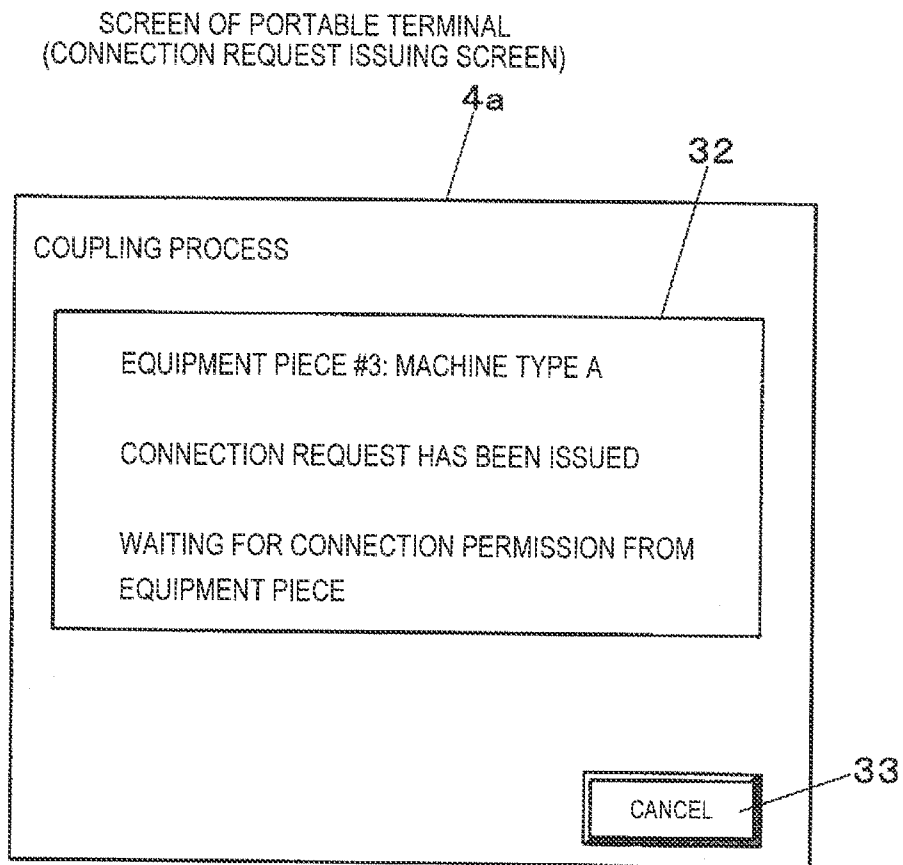 SCREEN OF PORTABLE TERMINAL
(CONNECTION REQUEST ISSUING SCREEN)
4a
32
COUPLING PROCESS
EQUIPMENT PIECE #3: MACHINE TYPE A
CONNECTION REQUEST HAS BEEN ISSUED
WAITING FOR CONNECTION PERMISSION FROM
EQUIPMENT PIECE
33
CANCEL